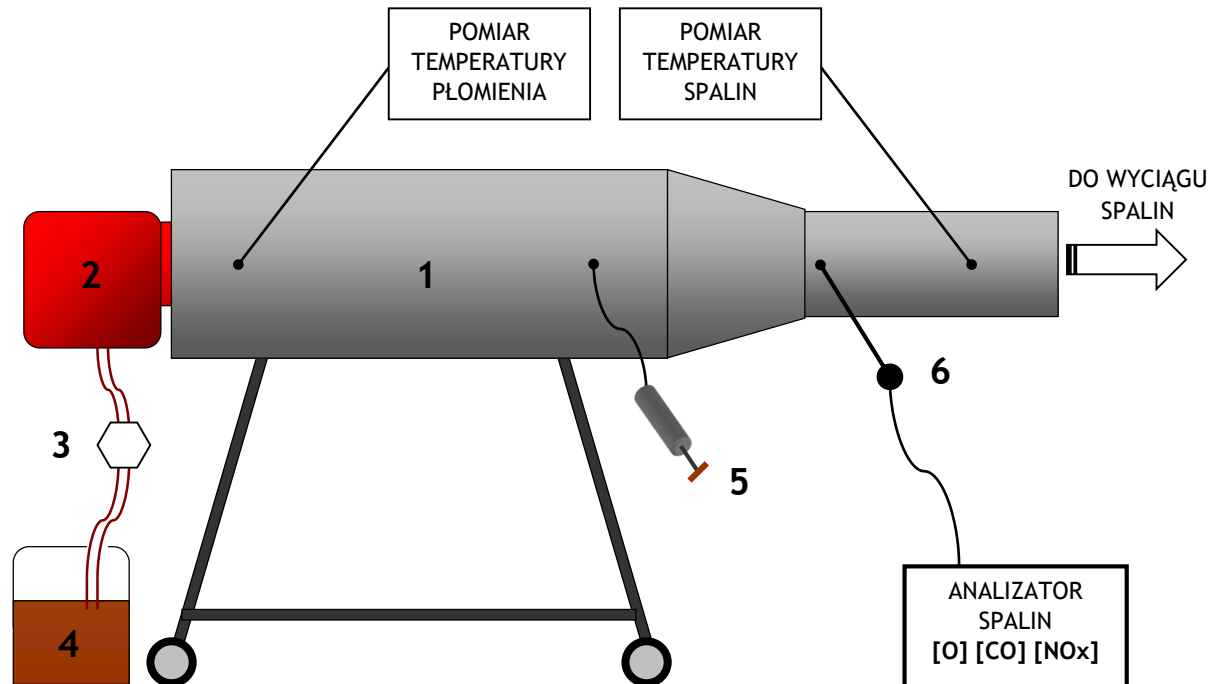 POMIAR
TEMPERATURY
PŁOMIENIA
POMIAR
TEMPERATURY
SPALIN
DO WYCIĄGU
SPALIN
2
1
3
6
5
4
ANALIZATOR
SPALIN
[O] [CO] [NOx]